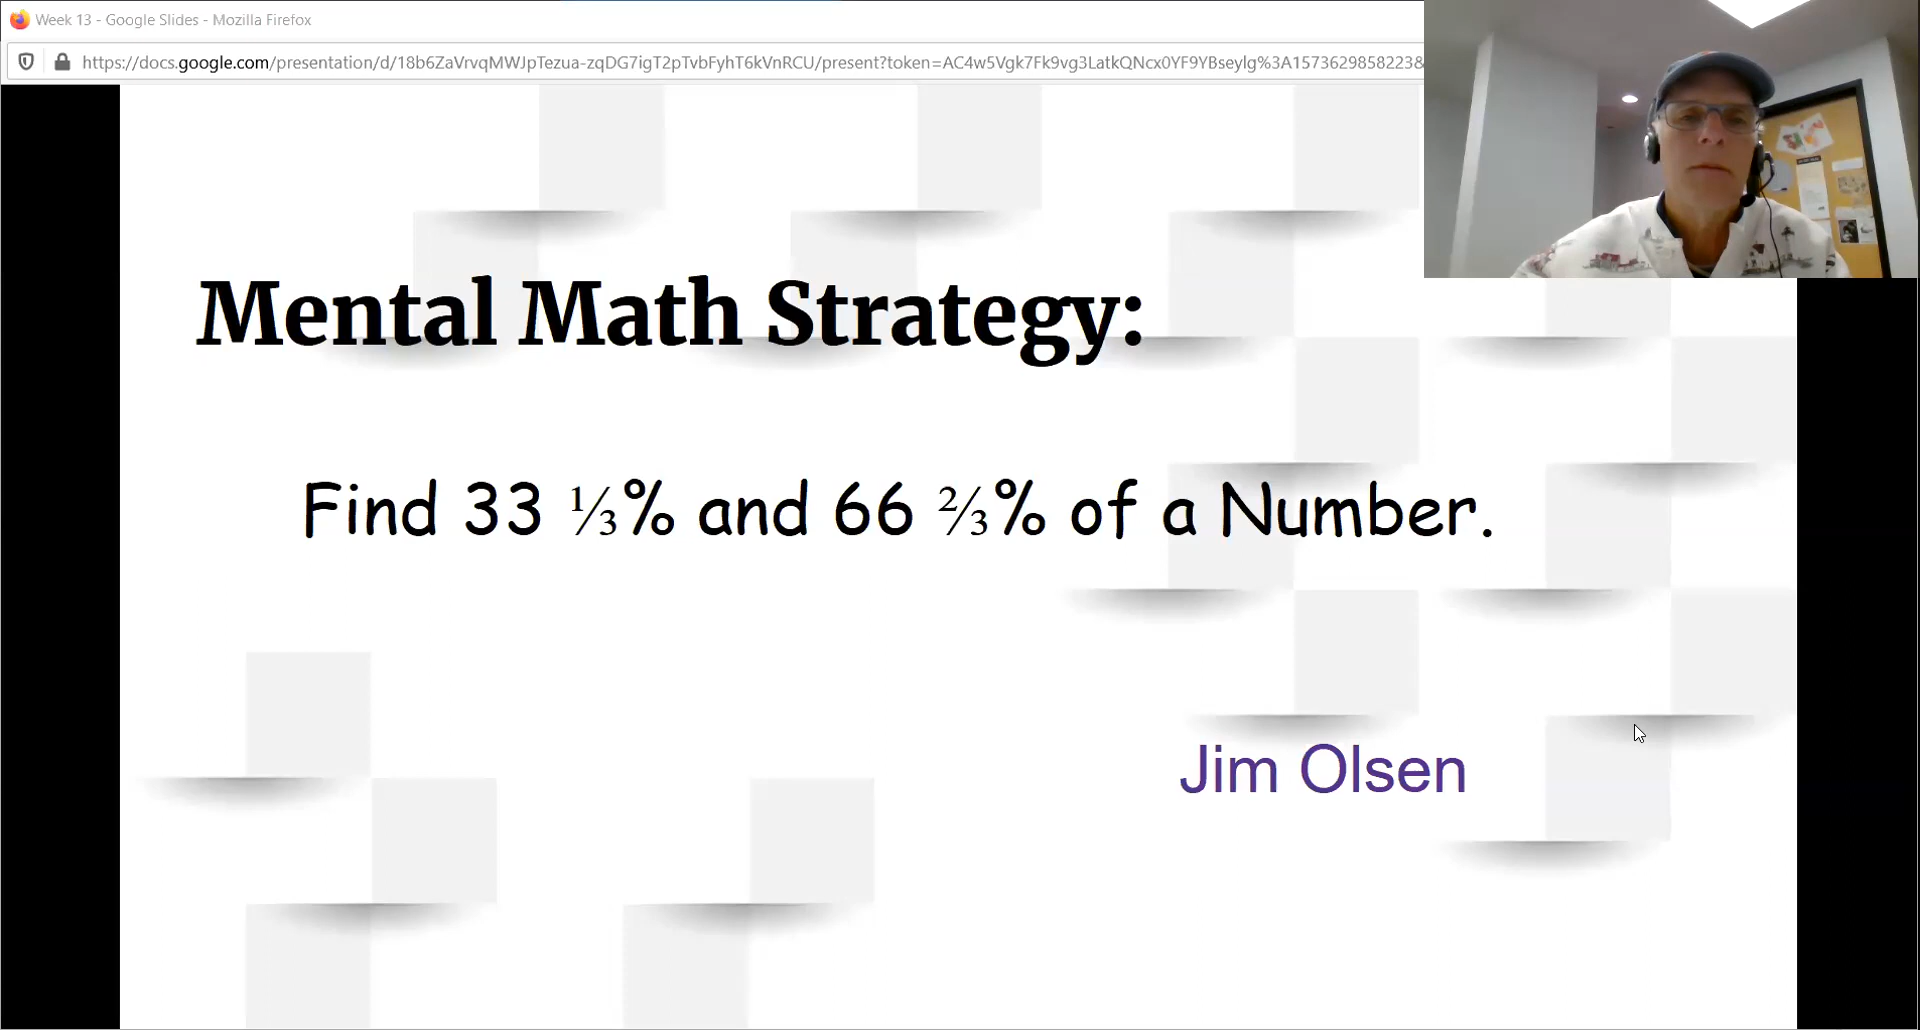 Week 13 - Google Slides - Mozilla Firefox
https://docs.google.com/presentation/d/18b6ZaVrvqMWJpTezua-zqDG7igT2pTvbFyhT6kVnRCU/present?token=AC4w5Vgk7Fk9vg3LatkQNcx0YF9YBseylg%3A1573629858223&
Mental Math Strategy:
Find 33 ⅓% and 66 ⅔% of a Number.
Jim Olsen